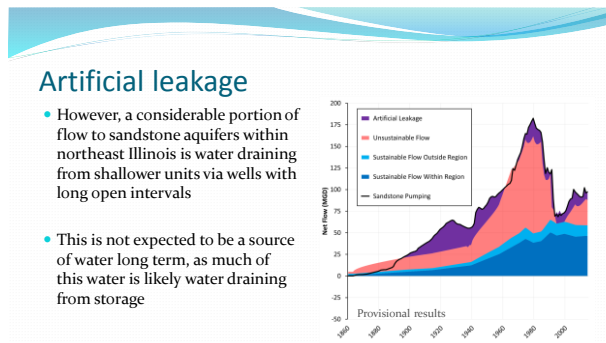 Artificial leakage
However, a considerable portion of
flow to sandstone aquifers within
northeast Illinois is water draining
from shallower units via wells with
long open intervals
This is not expected to be a source
of water long term, as much of
this water is likely water draining
from storage
Net Flow (MGD)
200
175
150
125
100
75
50
25
0
-25
-50
Artificial Leakage
Unsustainable Flow
Sustainable Flow Outside Region
Sustainable Flow Within Region
Sandstone Pumping
Provisional results
1860
1880
1900
1920
1940
1960
1980
2000